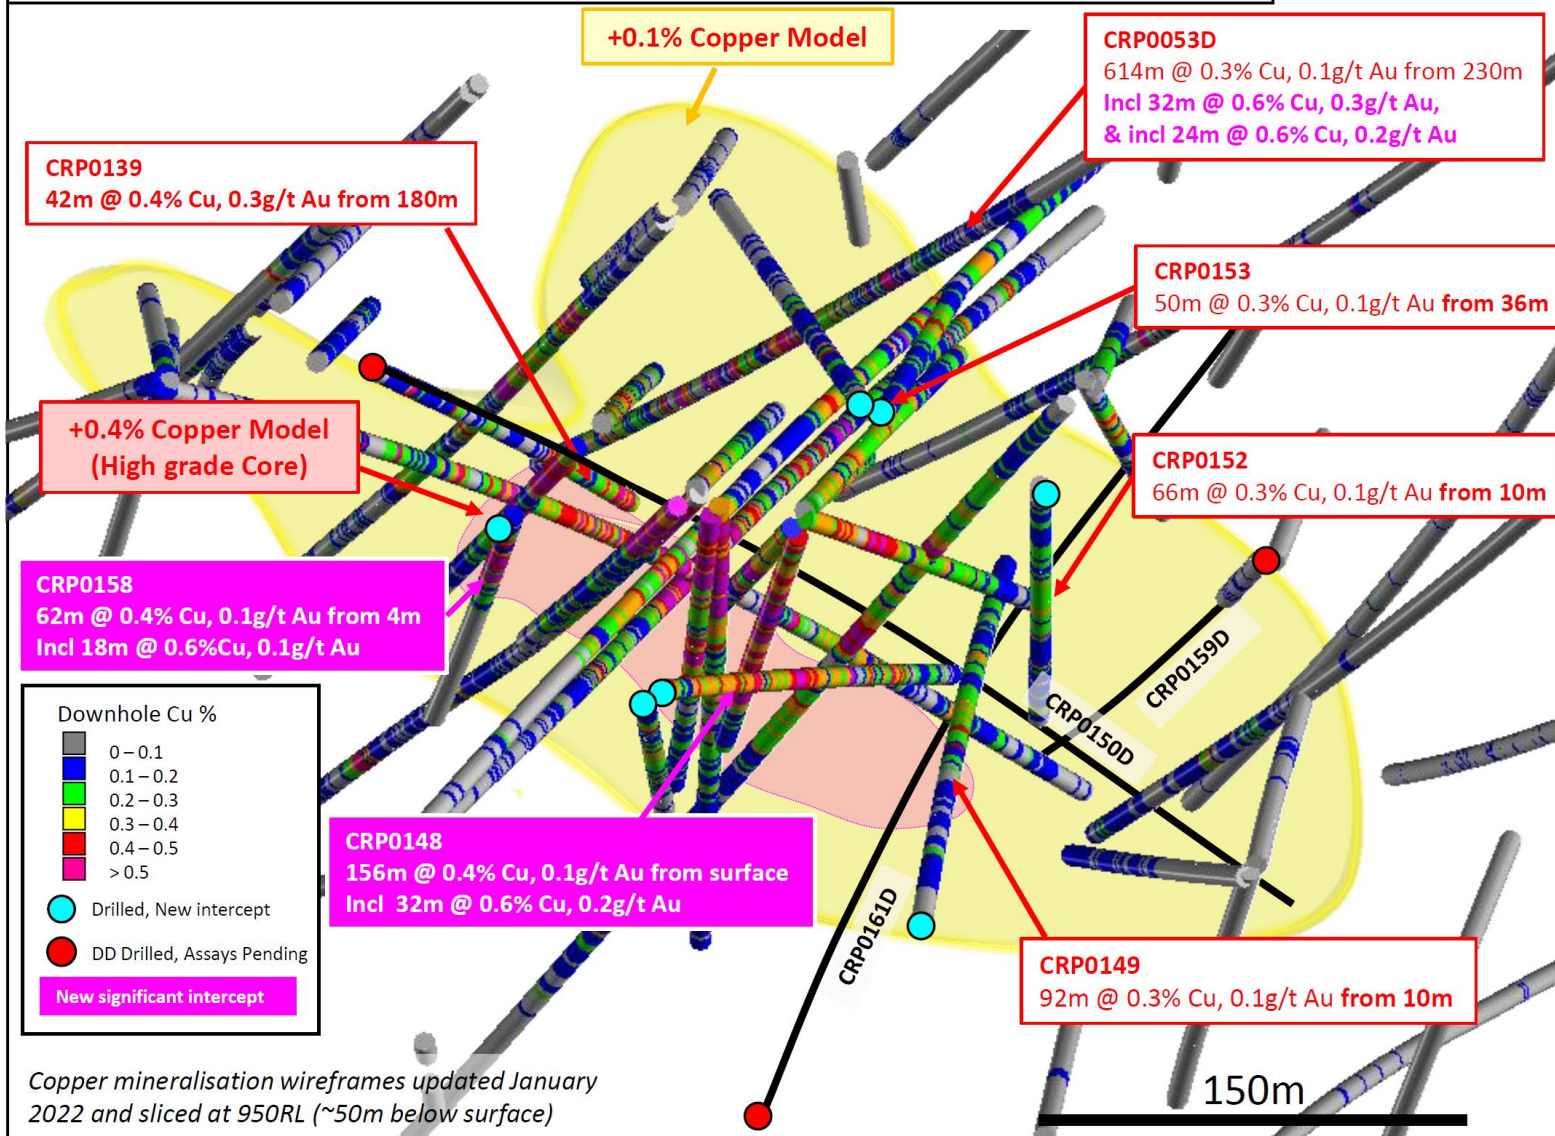 +0.1% Copper Model
CRP0053D
614m @ 0.3% Cu, 0.1g/t Au from 230m
Incl 32m @ 0.6% Cu, 0.3g/t Au,
& incl 24m @ 0.6% Cu, 0.2g/t Au
CRP0139
42m @ 0.4% Cu, 0.3g/t Au from 180m
CRP0153
50m @ 0.3% Cu, 0.1g/t Au from 36m
+0.4% Copper Model
(High grade Core)
CRP0152
66m @ 0.3% Cu, 0.1g/t Au from 10m
CRP0158
62m @ 0.4% Cu, 0.1g/t Au from 4m
Incl 18m @ 0.6%Cu, 0.1g/t Au
CRP0159D
CRP0150D
CRP0161D
Downhole Cu %
0 – 0.1
0.1 – 0.2
0.2 – 0.3
0.3 – 0.4
0.4 – 0.5
> 0.5
Drilled, New intercept
DD Drilled, Assays Pending
New significant intercept
CRP0148
156m @ 0.4% Cu, 0.1g/t Au from surface
Incl 32m @ 0.6% Cu, 0.2g/t Au
CRP0149
92m @ 0.3% Cu, 0.1g/t Au from 10m
Copper mineralisation wireframes updated January
2022 and sliced at 950RL (~50m below surface)
150m